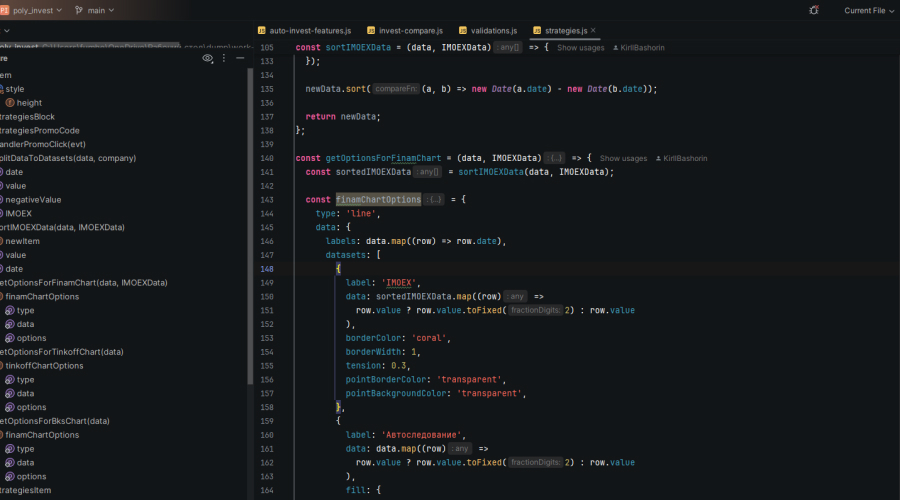 PI poly_invest main Current File
auto-invest-features.js invest-compare.js validations.js strategies.js
105 const sortIMOEXData = (data, IMOEXData) : any[] => { Show usages KirllBashorin
133 });
134
135 newData.sort( compareFn: (a, b) => new Date(a.date) - new Date(b.date));
136
137 return newData;
138 };
139
140 const getOptionsForFinamChart = (data, IMOEXData) : {…} => { Show usages KirllBashorin
141 const sortedIMOEXData : any[] = sortIMOEXData(data, IMOEXData);
142
143 const finamChartOptions : {…} = {
144 type: 'line',
145 data: {
146 labels: data.map((row) => row.date),
147 datasets: [
148 {
149 label: 'IMOEX',
150 data: sortedIMOEXData.map((row) : any =>
151 row.value ? row.value.toFixed( fractionDigits: 2) : row.value
152 ),
153 borderColor: 'coral',
154 borderWidth: 1,
155 tension: 0.3,
156 pointBorderColor: 'transparent',
157 pointBackgroundColor: 'transparent',
158 },
159 {
160 label: 'Автоследование',
161 data: data.map((row) : any =>
162 row.value ? row.value.toFixed( fractionDigits: 2) : row.value
163 ),
164 fill: {
re
em
style
height
trategiesBlock
trategiesPromoCode
andlerPromoClick(evt)
plitDataToDatasets(data, company)
date
value
negativeValue
IMOEX
ortIMOEXData(data, IMOEXData)
newItem
value
date
etOptionsForFinamChart(data, IMOEXData)
finamChartOptions
type
data
options
etOptionsForTinkoffChart(data)
tinkoffChartOptions
type
data
options
etOptionsForBksChart(data)
finamChartOptions
type
data
options
trategiesItem